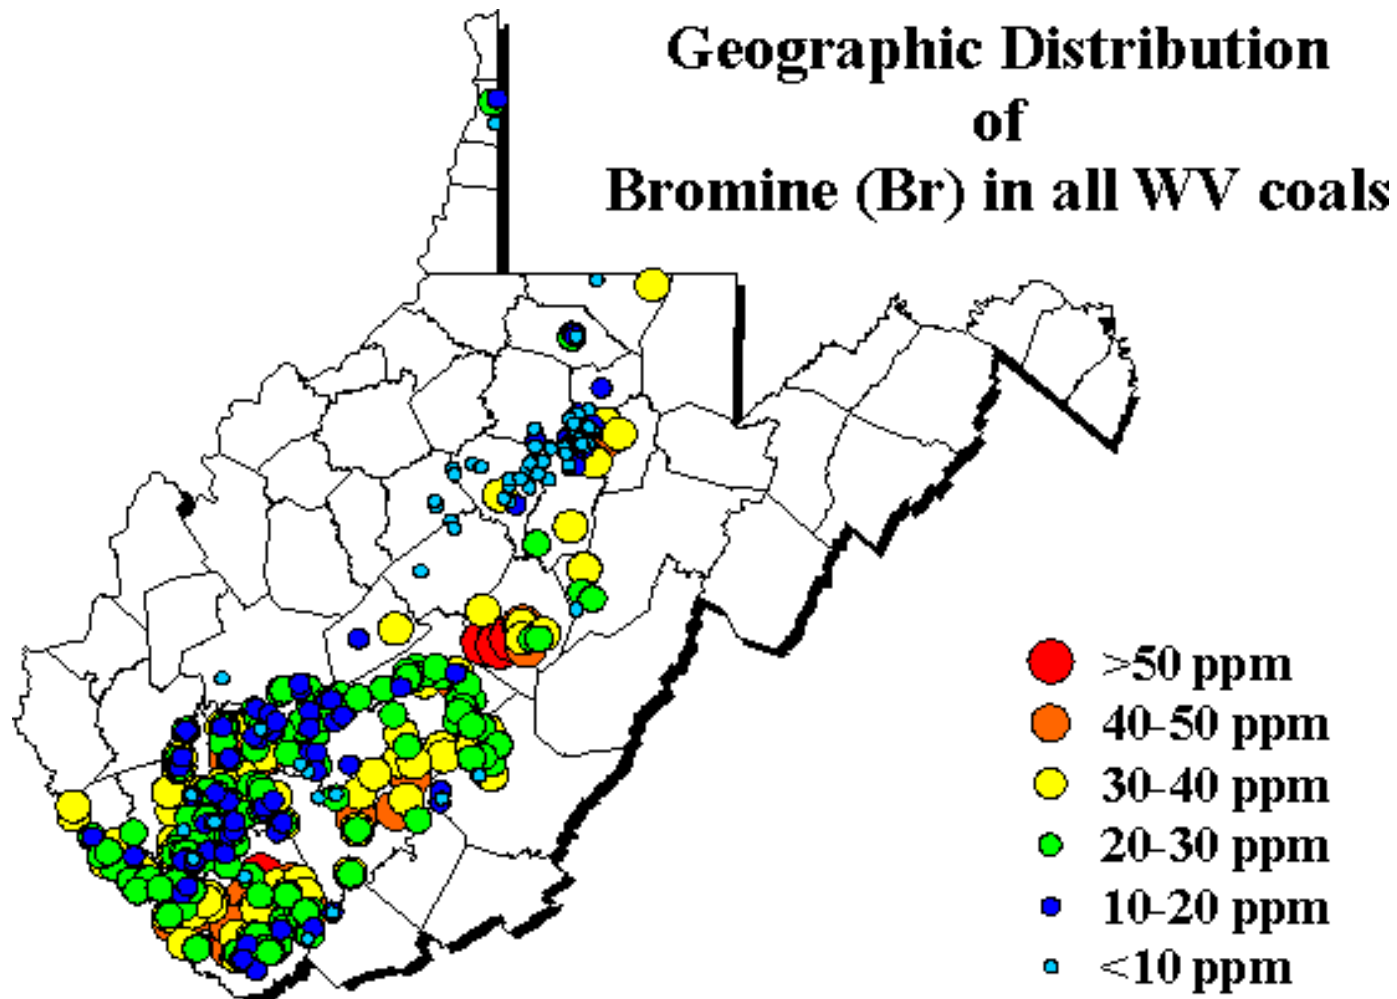 Geographic Distribution
of
Bromine (Br) in all WV coals
>50 ppm
40-50 ppm
30-40 ppm
20-30 ppm
10-20 ppm
<10 ppm